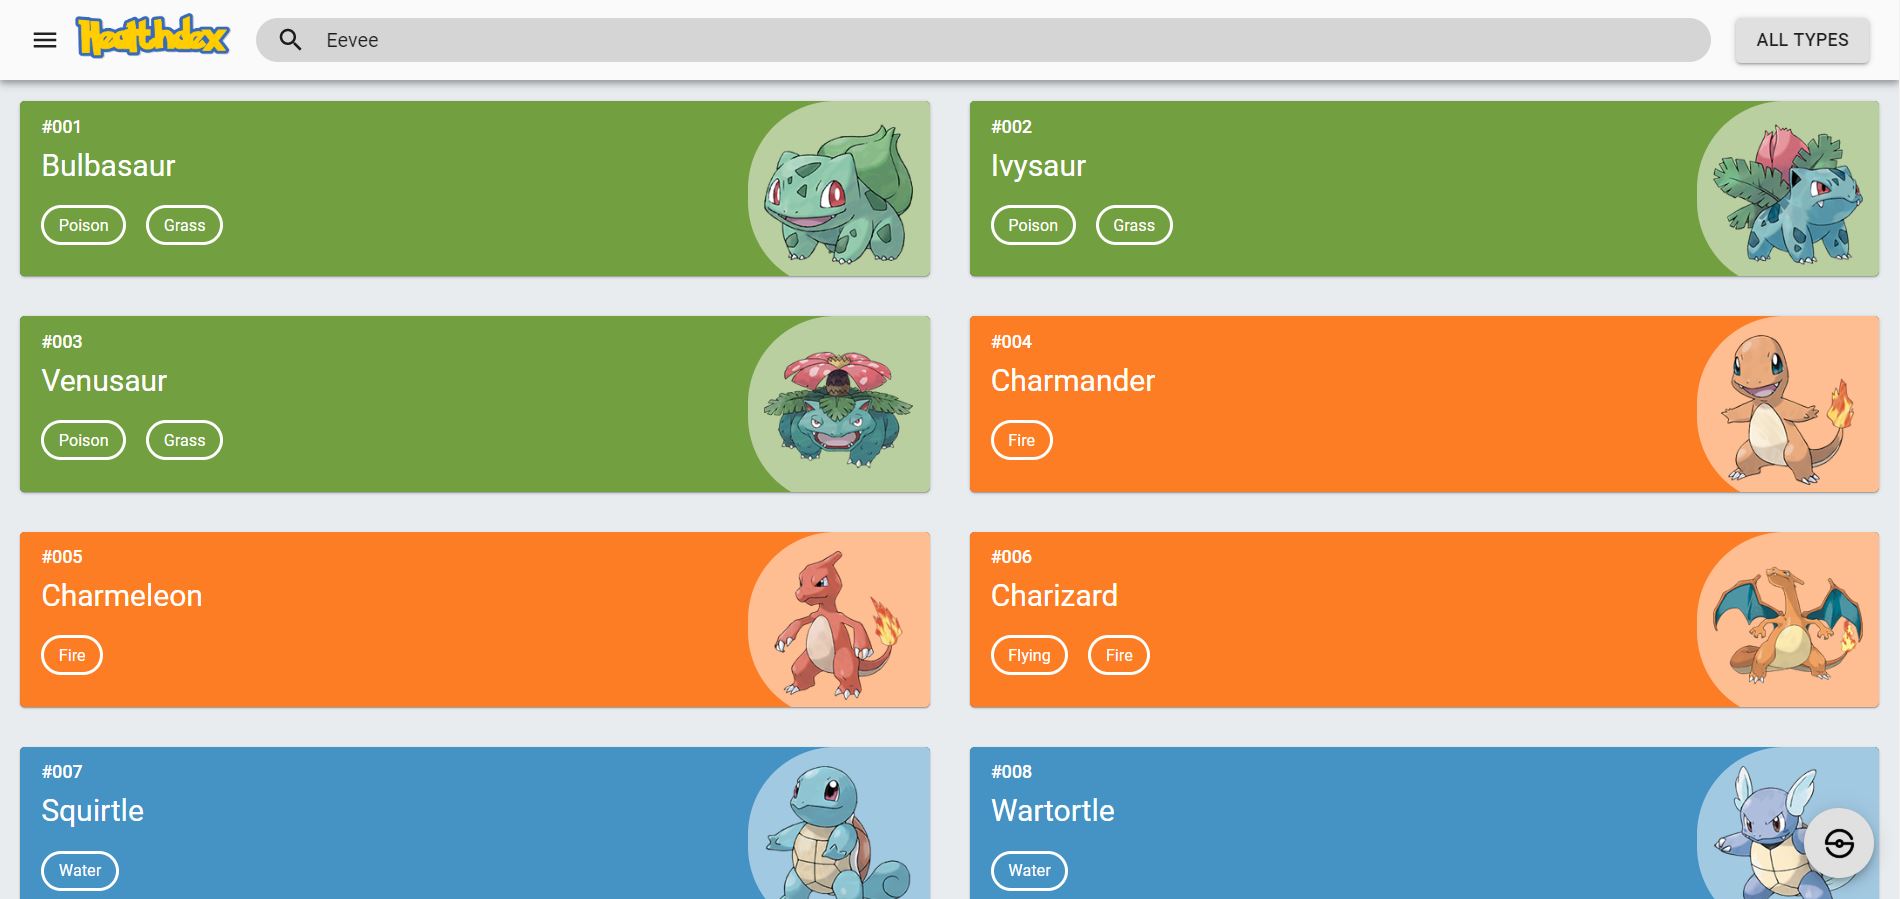 Healthdex
Eevee
ALL TYPES
#001
Bulbasaur
Poison Grass
#002
Ivysaur
Poison Grass
#003
Venusaur
Poison Grass
#004
Charmander
Fire
#005
Charmeleon
Fire
#006
Charizard
Flying Fire
#007
Squirtle
Water
#008
Wartortle
Water